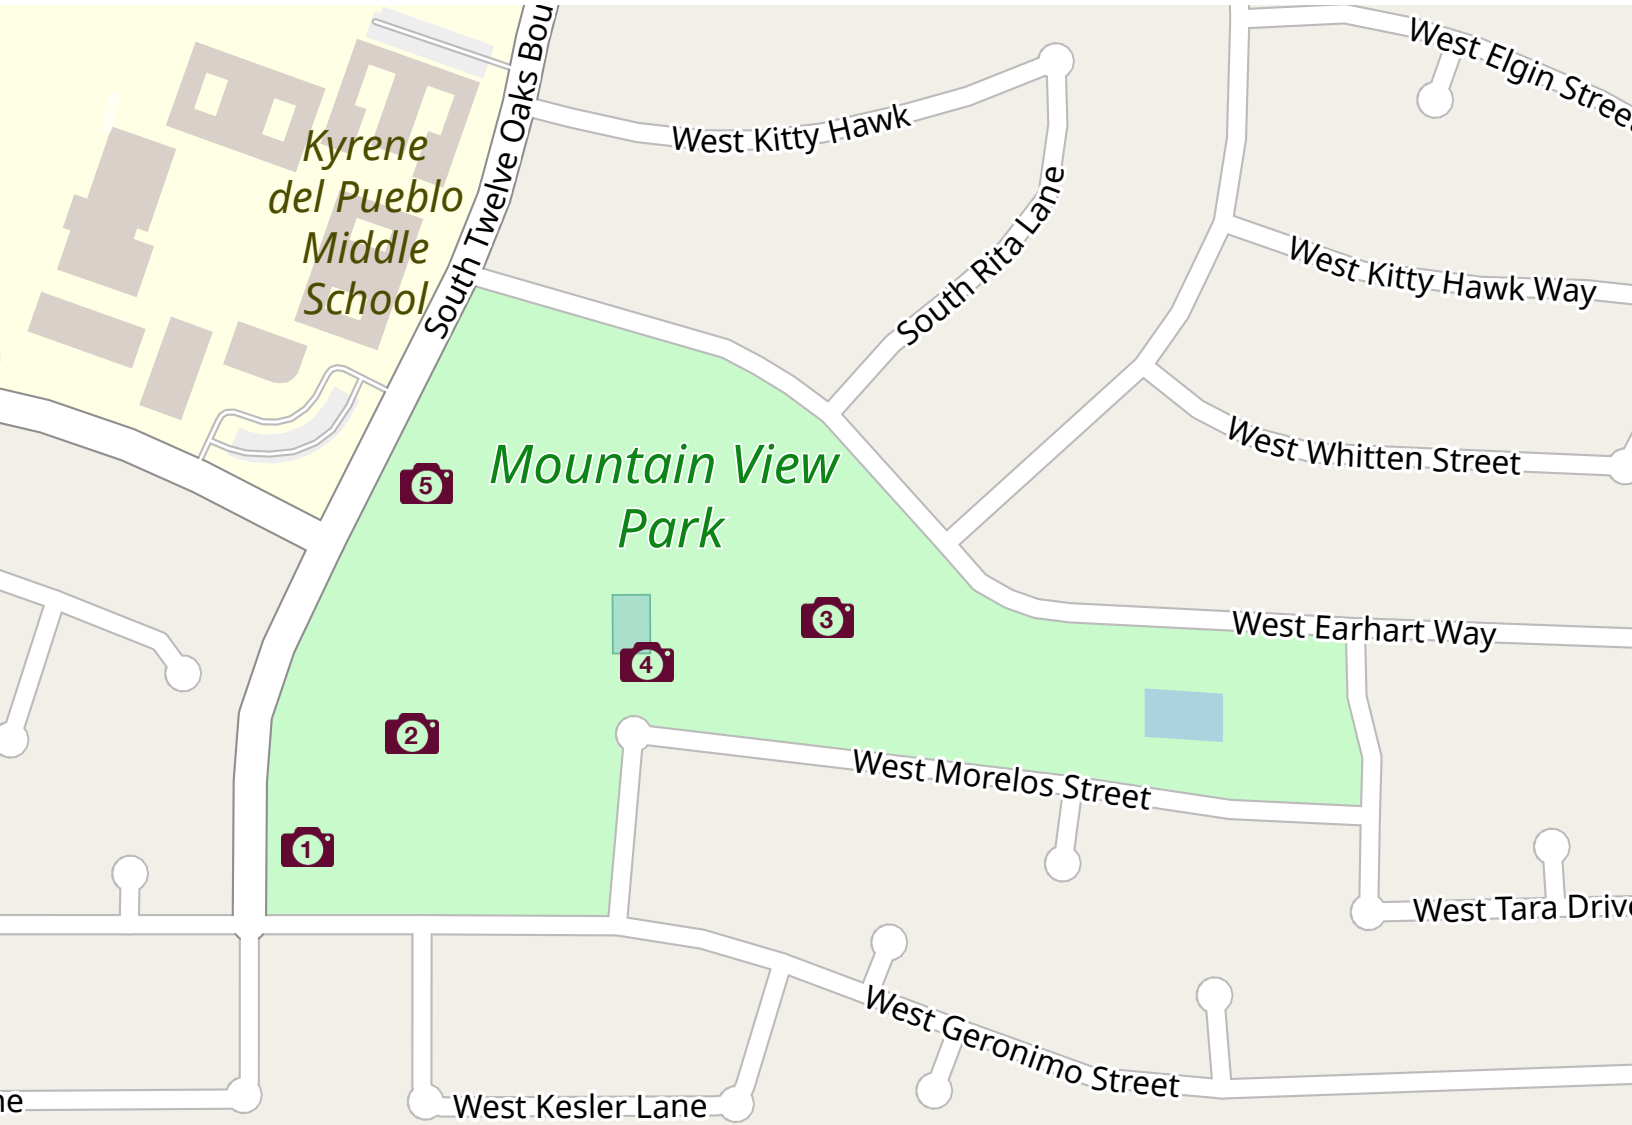 South Twelve Oaks Bou
West Elgin Street
Kyrene
del Pueblo
Middle
School
West Kitty Hawk
South Rita Lane
West Kitty Hawk Way
West Whitten Street
Mountain View
Park
5
3
4
2
1
West Earhart Way
West Morelos Street
West Tara Drive
West Geronimo Street
West Kesler Lane
ne